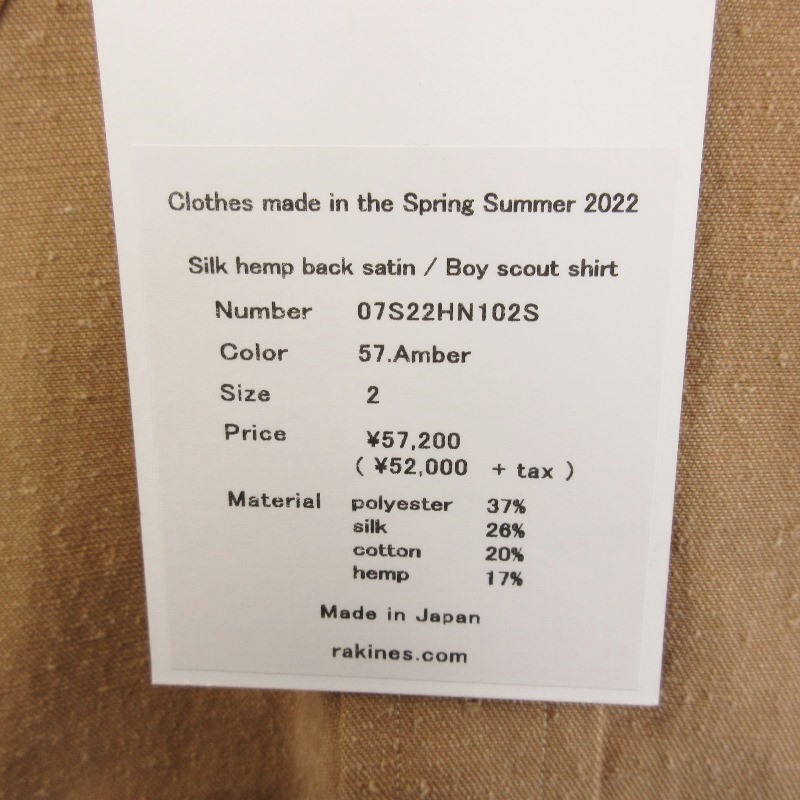 Clothes made in the Spring Summer 2022
Silk hemp back satin / Boy scout shirt
Number 07S22HN102S
Color 57.Amber
Size 2
Price ¥57,200
( ¥52,000 + tax )
Material polyester 37%
silk 26%
cotton 20%
hemp 17%
Made in Japan
rakines.com